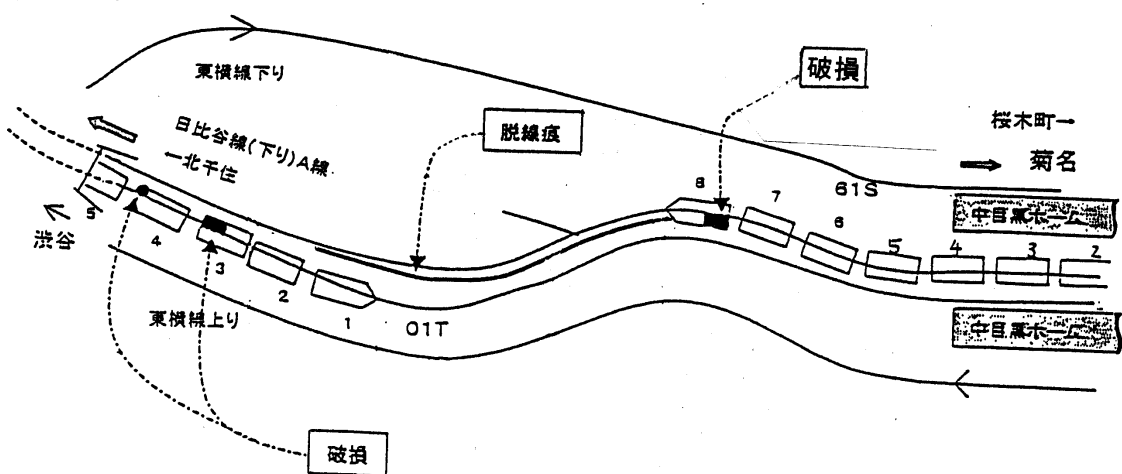 東横線下り
破損
桜木町→
菊名
日比谷線(下り)A線
←北千住
脱線痕
61S
中目黒ホーム
8
7
6
5
4
3
2
5
4
3
2
1
渋谷
東横線上り
01T
中目黒ホーム
破損